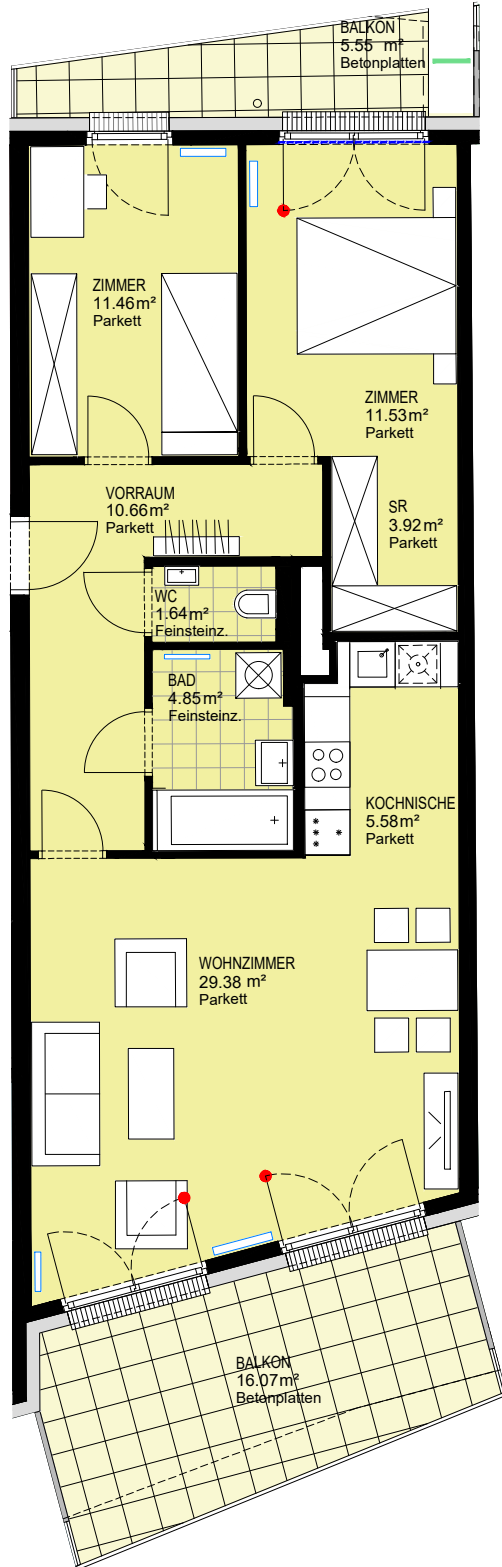 BALKON
5.55 m²
Betonplatten
ZIMMER
11.46m²
Parkett
ZIMMER
11.53m²
Parkett
VORRAUM
10.66m²
Parkett
SR
3.92m²
Parkett
WC
1.64m²
Feinsteinz.
BAD
4.85m²
Feinsteinz.
KOCHNISCHE
5.58m²
Parkett
WOHNZIMMER
29.38 m²
Parkett
BALKON
16.07m²
Betonplatten